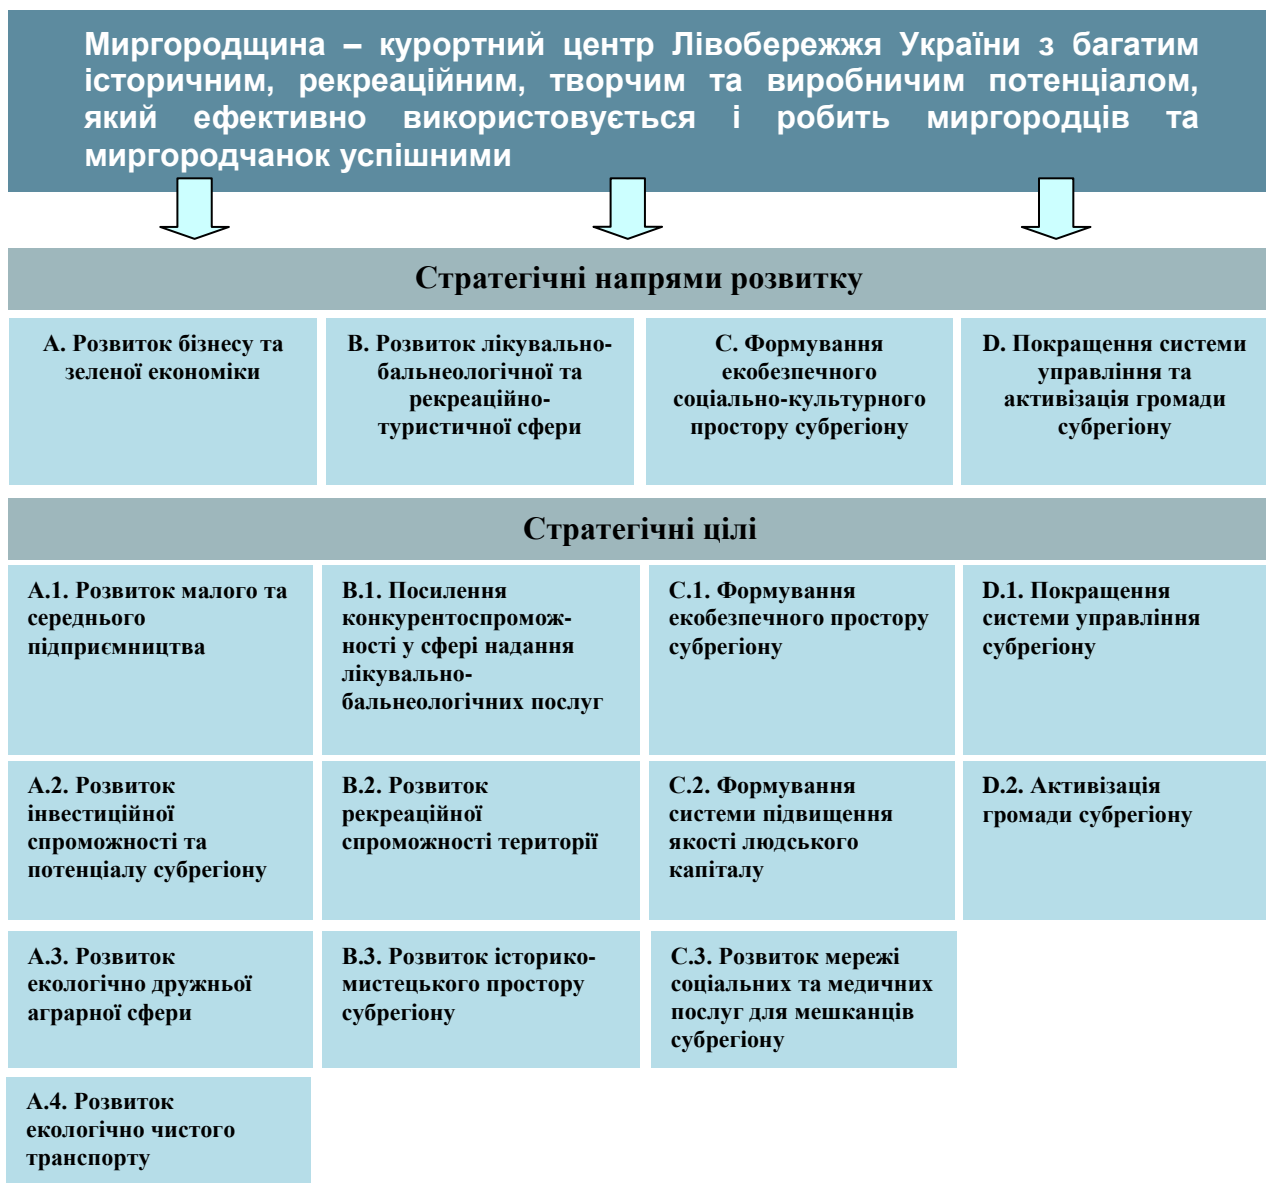 Миргородщина – курортний центр Лівобережжя України з багатим
історичним, рекреаційним, творчим та виробничим потенціалом,
який ефективно використовується і робить миргородців та
миргородчанок успішними
Стратегічні напрями розвитку
A. Розвиток бізнесу та
зеленої економіки
B. Розвиток лікувально-
бальнеологічної та
рекреаційно-
туристичної сфери
C. Формування
екобезпечного
соціально-культурного
простору субрегіону
D. Покращення системи
управління та
активізація громади
субрегіону
Стратегічні цілі
A.1. Розвиток малого та
середнього
підприємництва
B.1. Посилення
конкурентоспромож-
ності у сфері надання
лікувально-
бальнеологічних послуг
C.1. Формування
екобезпечного простору
субрегіону
D.1. Покращення
системи управління
субрегіону
A.2. Розвиток
інвестиційної
спроможності та
потенціалу субрегіону
B.2. Розвиток
рекреаційної
спроможності території
C.2. Формування
системи підвищення
якості людського
капіталу
D.2. Активізація
громади субрегіону
A.3. Розвиток
екологічно дружньої
аграрної сфери
B.3. Розвиток історико-
мистецького простору
субрегіону
C.3. Розвиток мережі
соціальних та медичних
послуг для мешканців
субрегіону
A.4. Розвиток
екологічно чистого
транспорту